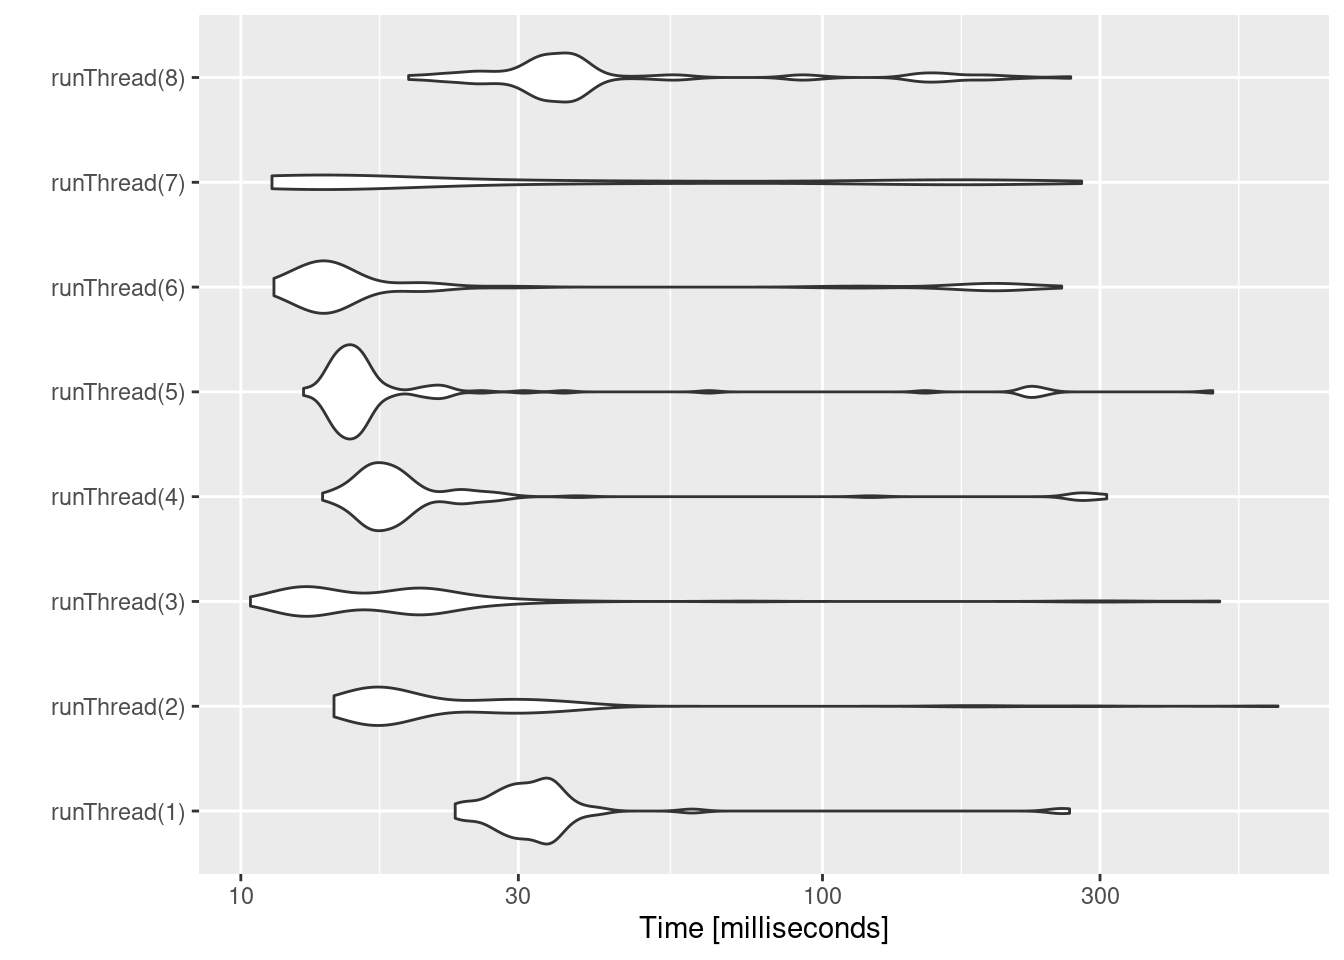 runThread(8)
runThread(7)
runThread(6)
runThread(5)
runThread(4)
runThread(3)
runThread(2)
runThread(1)
10 30 100 300
Time [milliseconds]